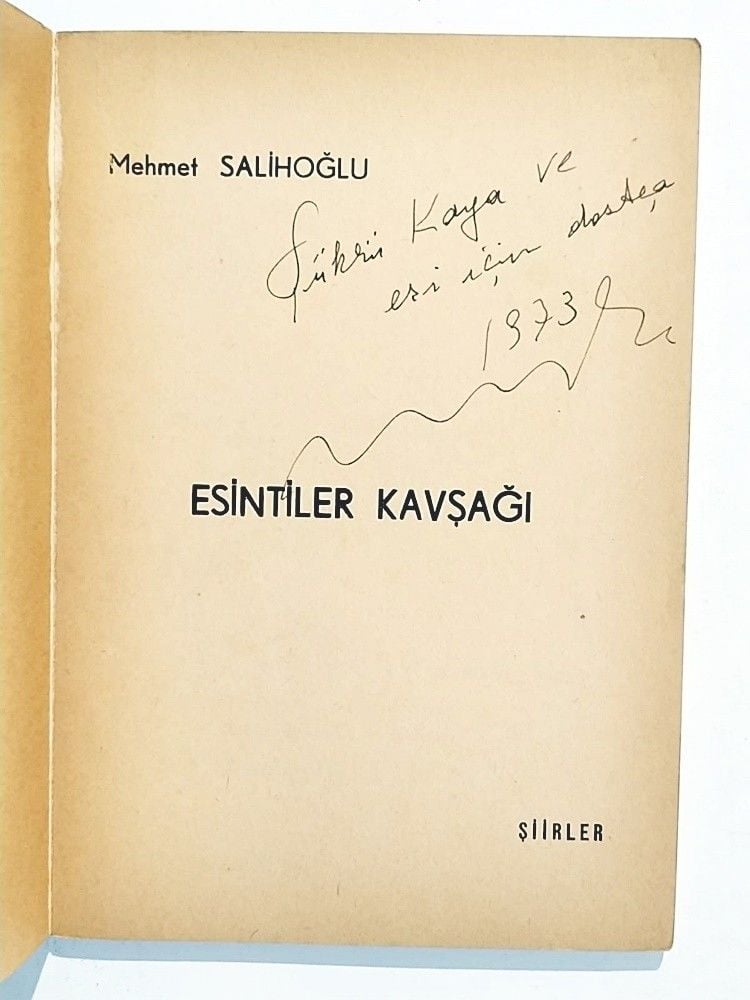 Mehmet SALİHOĞLU
Şükrü Kaya ve
eşi için dostça
1973
ESİNTİLER KAVŞAĞI
ŞİİRLER